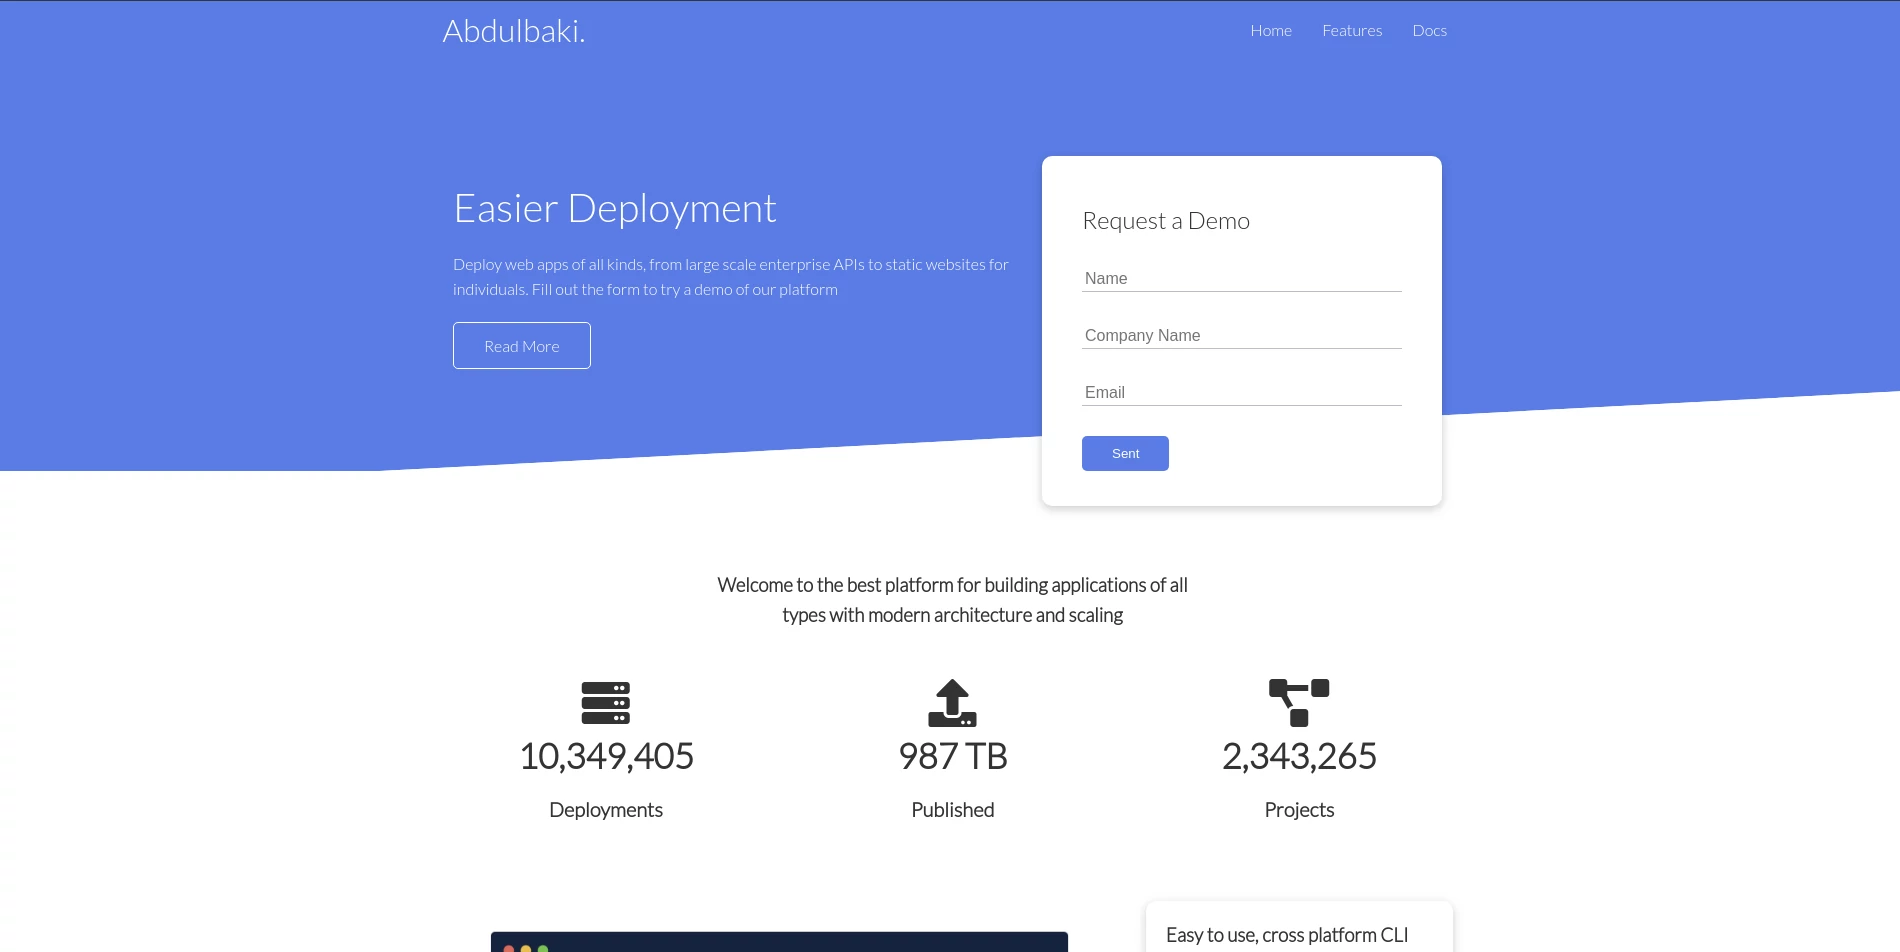 Abdulbaki.
Home
Features
Docs
Easier Deployment
Deploy web apps of all kinds, from large scale enterprise APIs to static websites for
individuals. Fill out the form to try a demo of our platform
Read More
Request a Demo
Name
Company Name
Email
Sent
Welcome to the best platform for building applications of all
types with modern architecture and scaling
10,349,405
Deployments
987 TB
Published
2,343,265
Projects
Easy to use, cross platform CLI